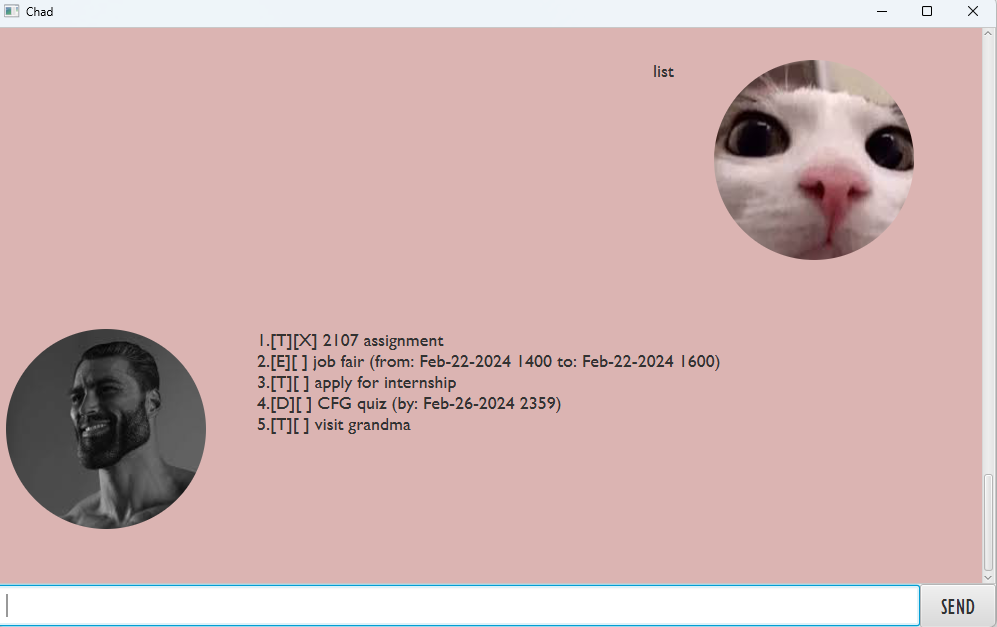 Chad
list
1.[T][X] 2107 assignment
2.[E][ ] job fair (from: Feb-22-2024 1400 to: Feb-22-2024 1600)
3.[T][ ] apply for internship
4.[D][ ] CFG quiz (by: Feb-26-2024 2359)
5.[T][ ] visit grandma
SEND